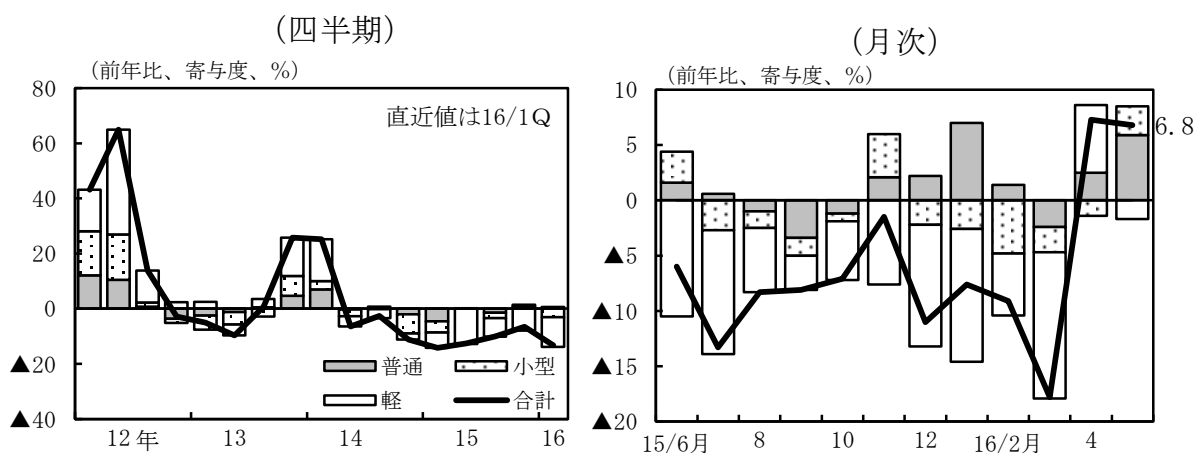 （四半期）
（前年比、寄与度、％）
80
60
40
20
0
▲20
▲40
直近値は16/1Q
普通
小型
軽
合計
12年
13
14
15
16
（月次）
（前年比、寄与度、％）
10
5
0
▲5
▲10
▲15
▲20
6.8
15/6月
8
10
12
16/2月
4